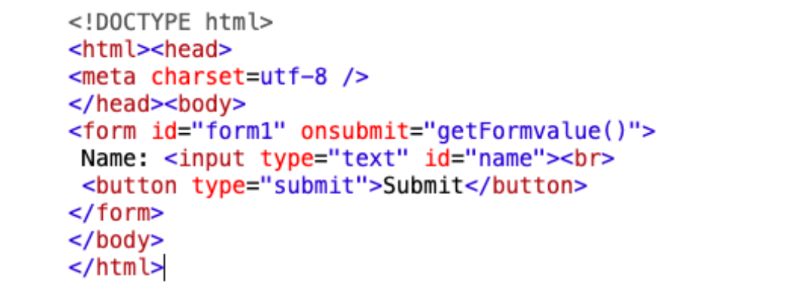 <!DOCTYPE html>
<html><head>
<meta charset=utf-8 />
</head><body>
<form id="form1" onsubmit="getFormvalue()">
Name: <input type="text" id="name"><br>
<button type="submit">Submit</button>
</form>
</body>
</html>